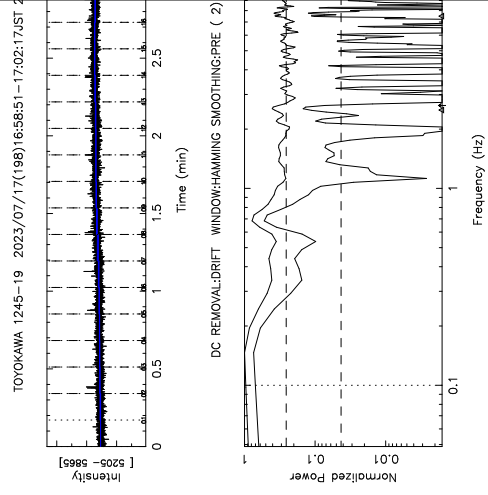 TOYOKAWA 1245-19 2023/07/17(198)16:58:51-17:02:17JST 2
Intensity
[ 5205- 5865]
0
0.5
1
1.5
2
2.5
Time (min)
DC REMOVAL:DRIFT WINDOW:HAMMING SMOOTHING:PRE ( 2)
Normalized Power
1
0.1
0.01
0.1
1
Frequency (Hz)